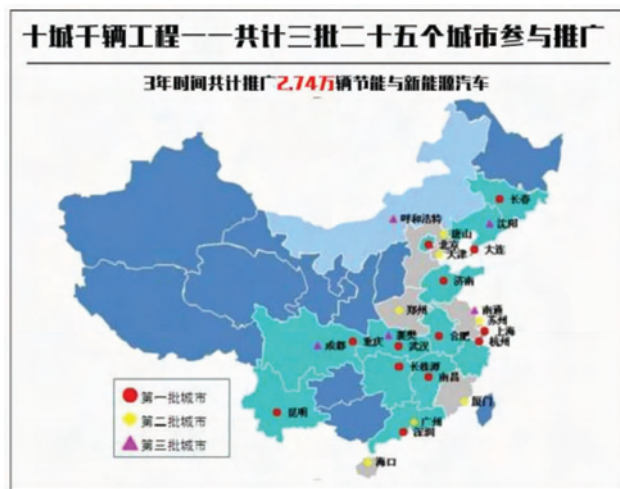 十城千辆工程——共计三批二十五个城市参与推广
3年时间共计推广2.74万辆节能与新能源汽车
长春
呼和浩特
沈阳
唐山
北京
大连
天津
济南
郑州
南通
苏州
上海
襄樊
合肥
杭州
成都
重庆
武汉
长株潭
南昌
第一批城市
厦门
昆明
第二批城市
广州
深圳
第三批城市
海口